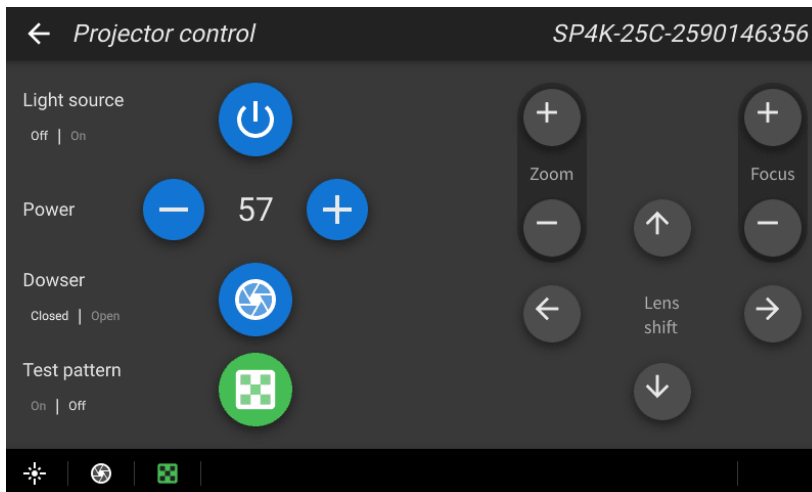 Projector control
SP4K-25C-2590146356
Light source
Off | On
Power
57
Dowser
Closed | Open
Test pattern
On | Off
Zoom
Focus
Lens
shift